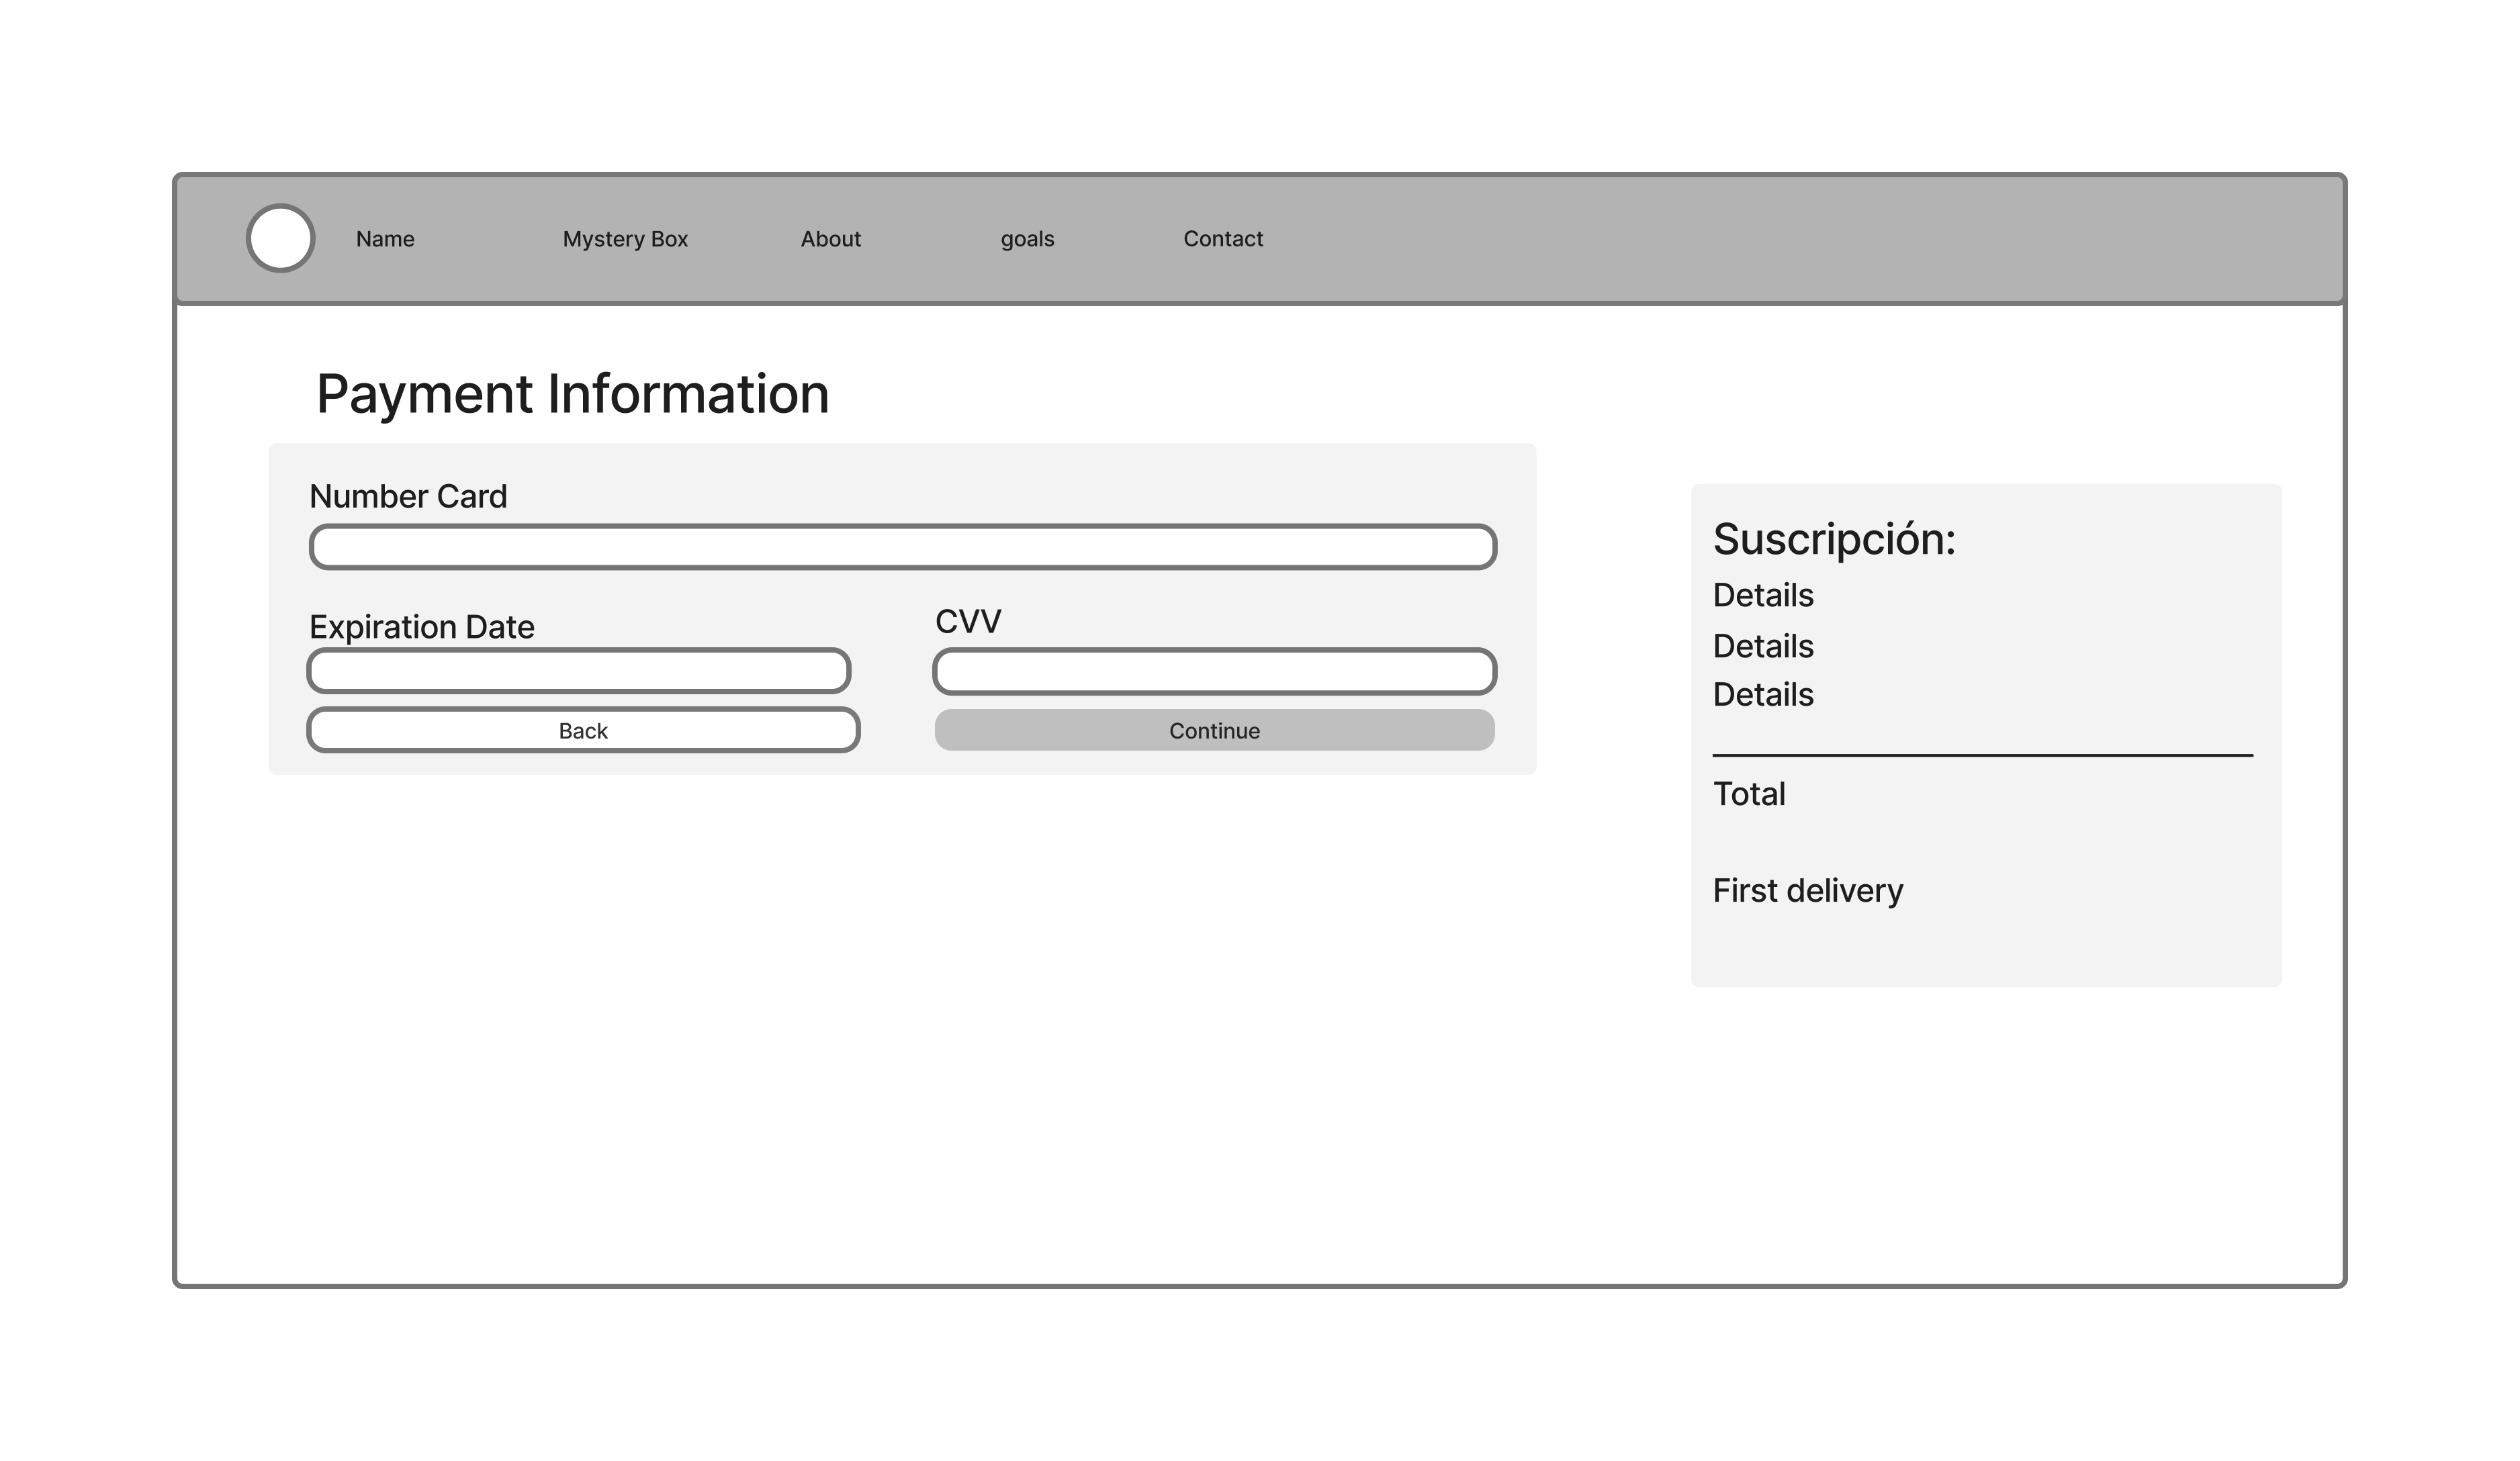 Name Mystery Box About goals Contact
Payment Information
Number Card
Expiration Date CVV
Back Continue
Suscripción:
Details
Details
Details
Total
First delivery